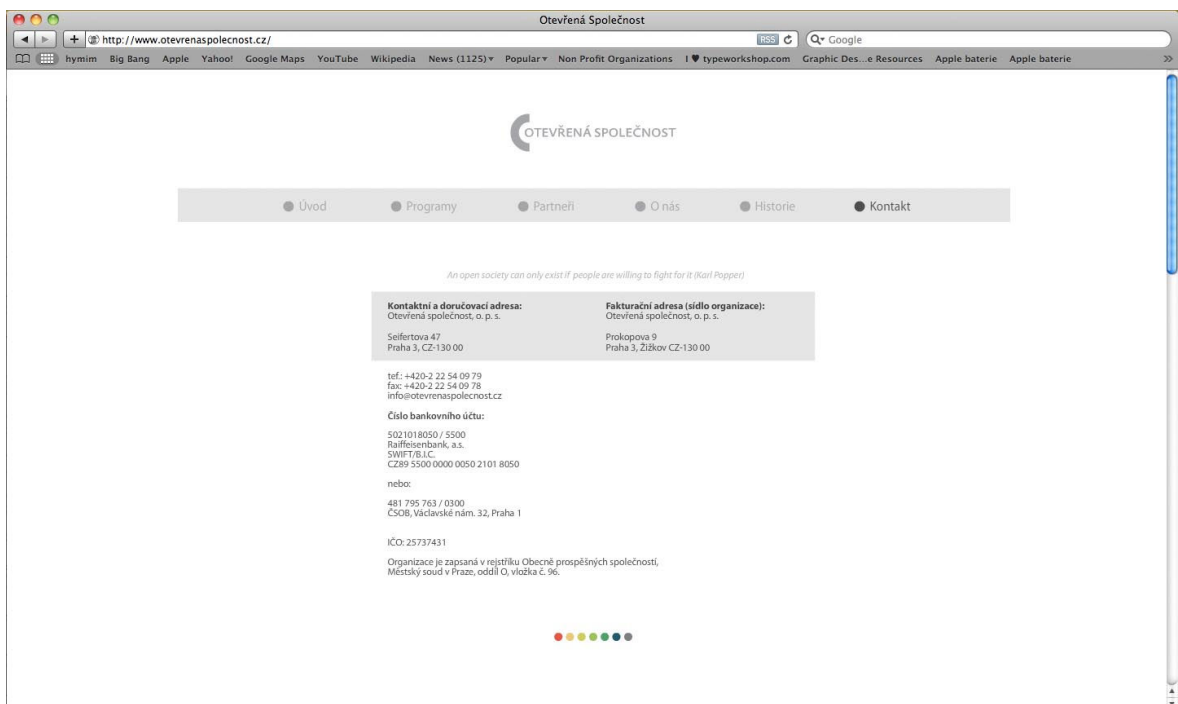 Otevřená Společnost
http://www.otevrenaspolecnost.cz/
RSS
Google
hymim Big Bang Apple Yahoo! Google Maps YouTube Wikipedia News (1125) Popular Non Profit Organizations I ♥ typeworkshop.com Graphic Des...e Resources Apple baterie Apple baterie
OTEVŘENÁ SPOLEČNOST
Úvod Programy Partneři O nás Historie Kontakt
An open society can only exist if people are willing to fight for it (Karl Popper)
Kontaktní a doručovací adresa:
Otevřená společnost, o. p. s.
Seifertova 47
Praha 3, CZ-130 00
Fakturační adresa (sídlo organizace):
Otevřená společnost, o. p. s.
Prokopova 9
Praha 3, Žižkov CZ-130 00
tef.: +420-2 22 54 09 79
fax: +420-2 22 54 09 78
info@otevrenaspolecnost.cz
Číslo bankovního účtu:
5021018050 / 5500
Raiffeisenbank, a.s.
SWIFT/B.I.C.
CZ89 5500 0000 0050 2101 8050
nebo:
481 795 763 / 0300
ČSOB, Václavské nám. 32, Praha 1
IČO: 25737431
Organizace je zapsaná v rejstříku Obecně prospěšných společností,
Městský soud v Praze, oddíl O, vložka č. 96.